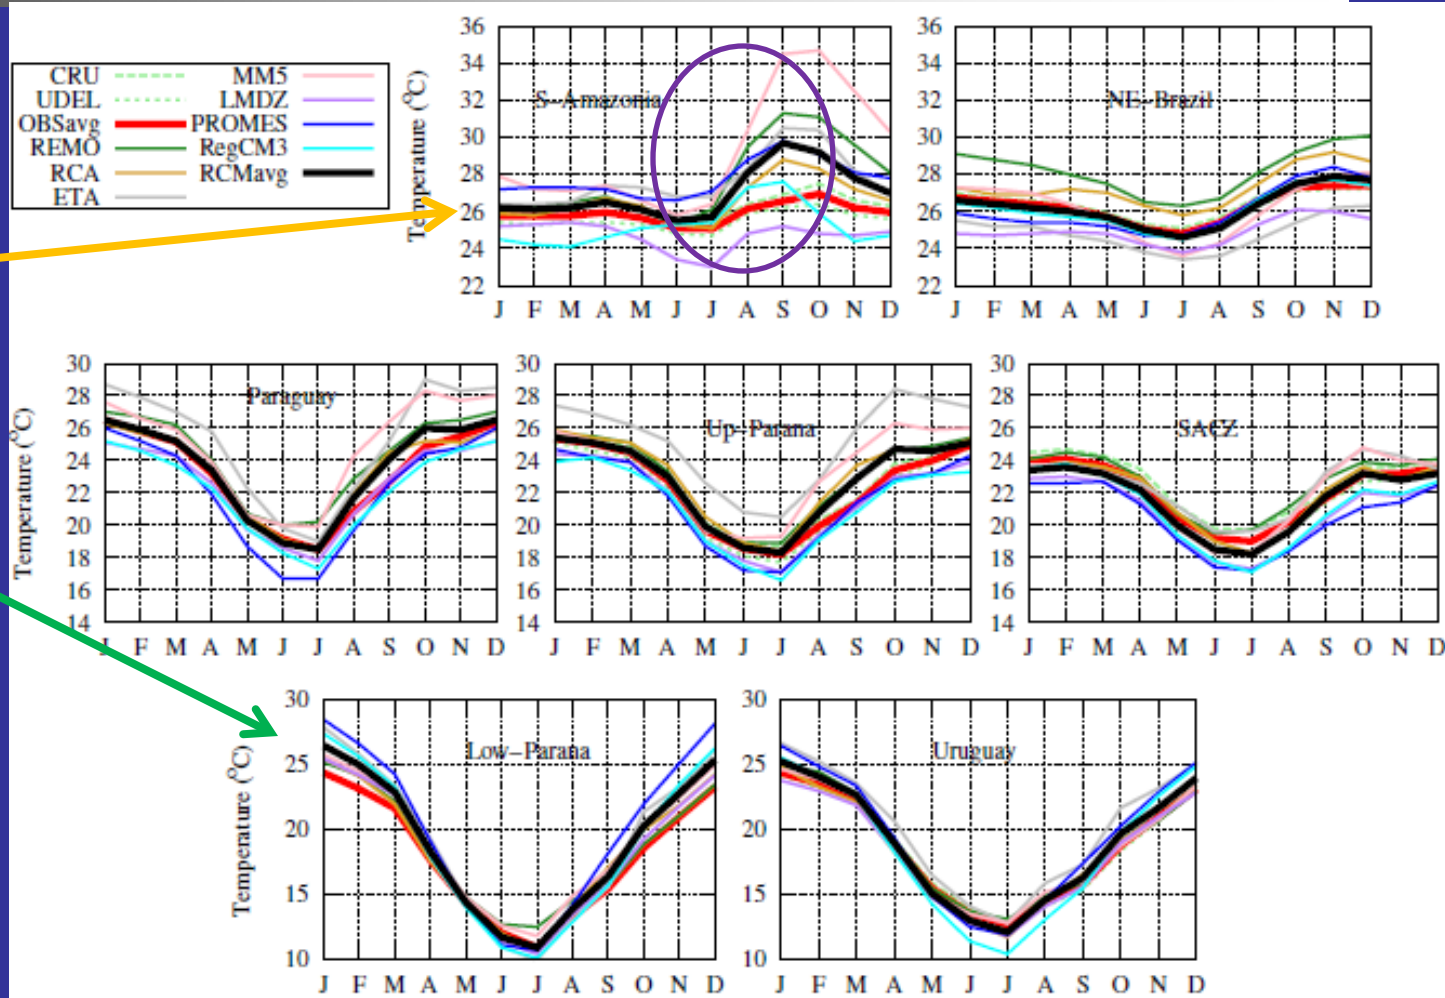 CRU MM5
UDEL LMDZ
OBSavg PROMES
REMO RegCM3
RCA RCMavg
ETA
Temperature (°C)
36
34
32
30
28
26
24
22
S-Amazonia
J F M A M J J A S O N D
36
34
32
30
28
26
24
22
NE-Brazil
J F M A M J J A S O N D
Temperature (°C)
30
28
26
24
22
20
18
16
14
Paraguay
J F M A M J J A S O N D
30
28
26
24
22
20
18
16
14
Up-Parana
J F M A M J J A S O N D
30
28
26
24
22
20
18
16
14
SACZ
J F M A M J J A S O N D
Temperature (°C)
30
25
20
15
10
Low-Parana
J F M A M J J A S O N D
30
25
20
15
10
Uruguay
J F M A M J J A S O N D